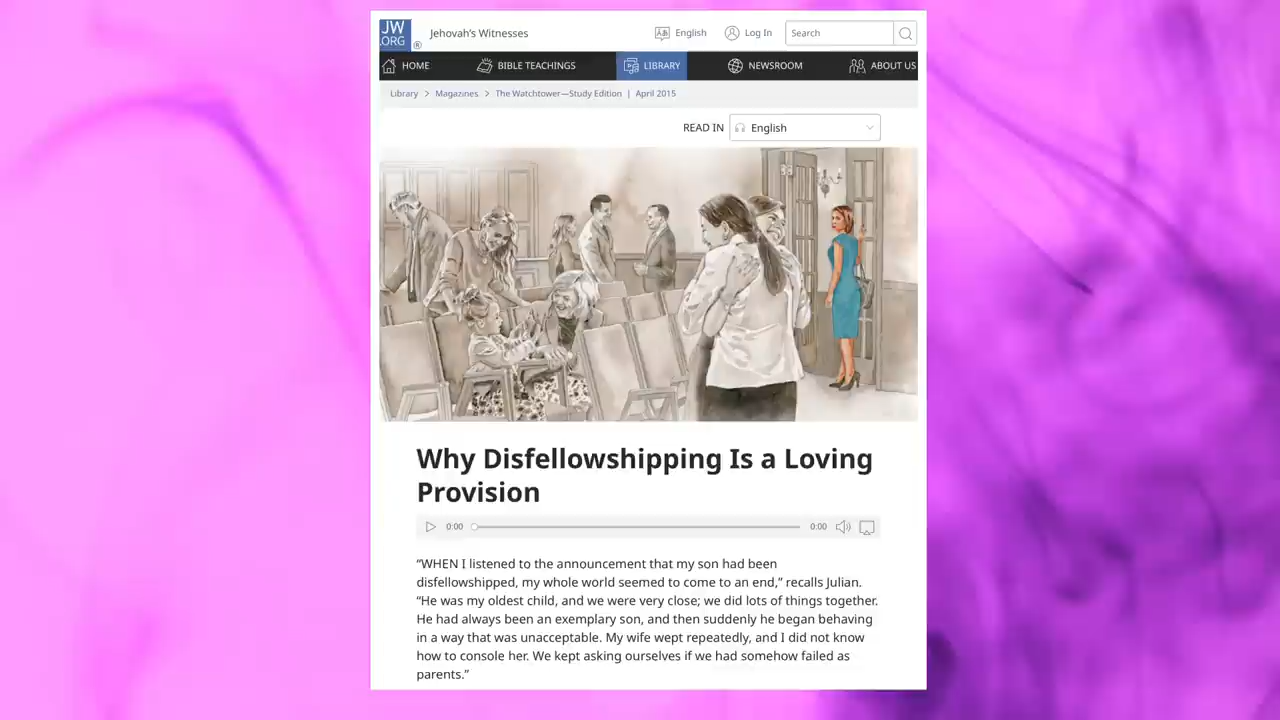 JW
.ORG
®
Jehovah's Witnesses
English
Log In
Search
HOME
BIBLE TEACHINGS
LIBRARY
NEWSROOM
ABOUT US
Library > Magazines > The Watchtower—Study Edition | April 2015
READ IN
English
Why Disfellowshipping Is a Loving
Provision
0:00
0:00
“WHEN I listened to the announcement that my son had been
disfellowshipped, my whole world seemed to come to an end,” recalls Julian.
“He was my oldest child, and we were very close; we did lots of things together.
He had always been an exemplary son, and then suddenly he began behaving
in a way that was unacceptable. My wife wept repeatedly, and I did not know
how to console her. We kept asking ourselves if we had somehow failed as
parents.”